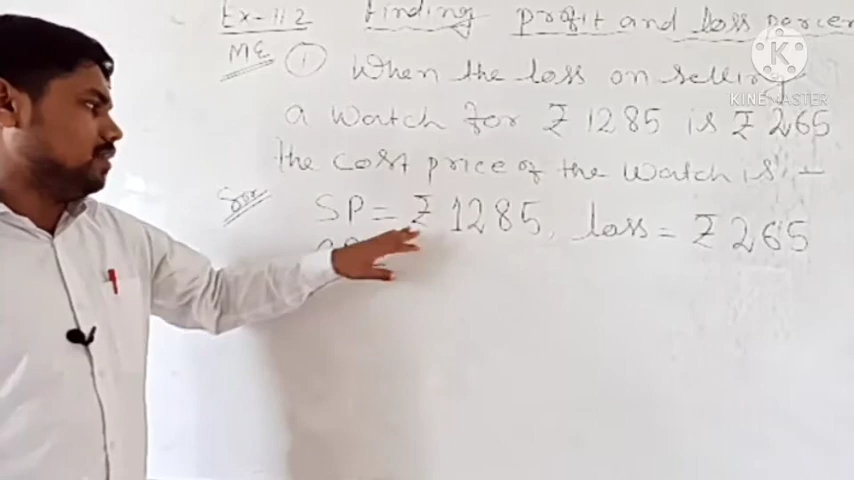 Ex-11.2 Finding profit and loss percen
ME ① When the loss on selling
a Watch for ₹ 1285 is ₹ 265
the cost price of the Watch is :-
Soln SP = ₹ 1285, loss = ₹ 265
KINEMASTER